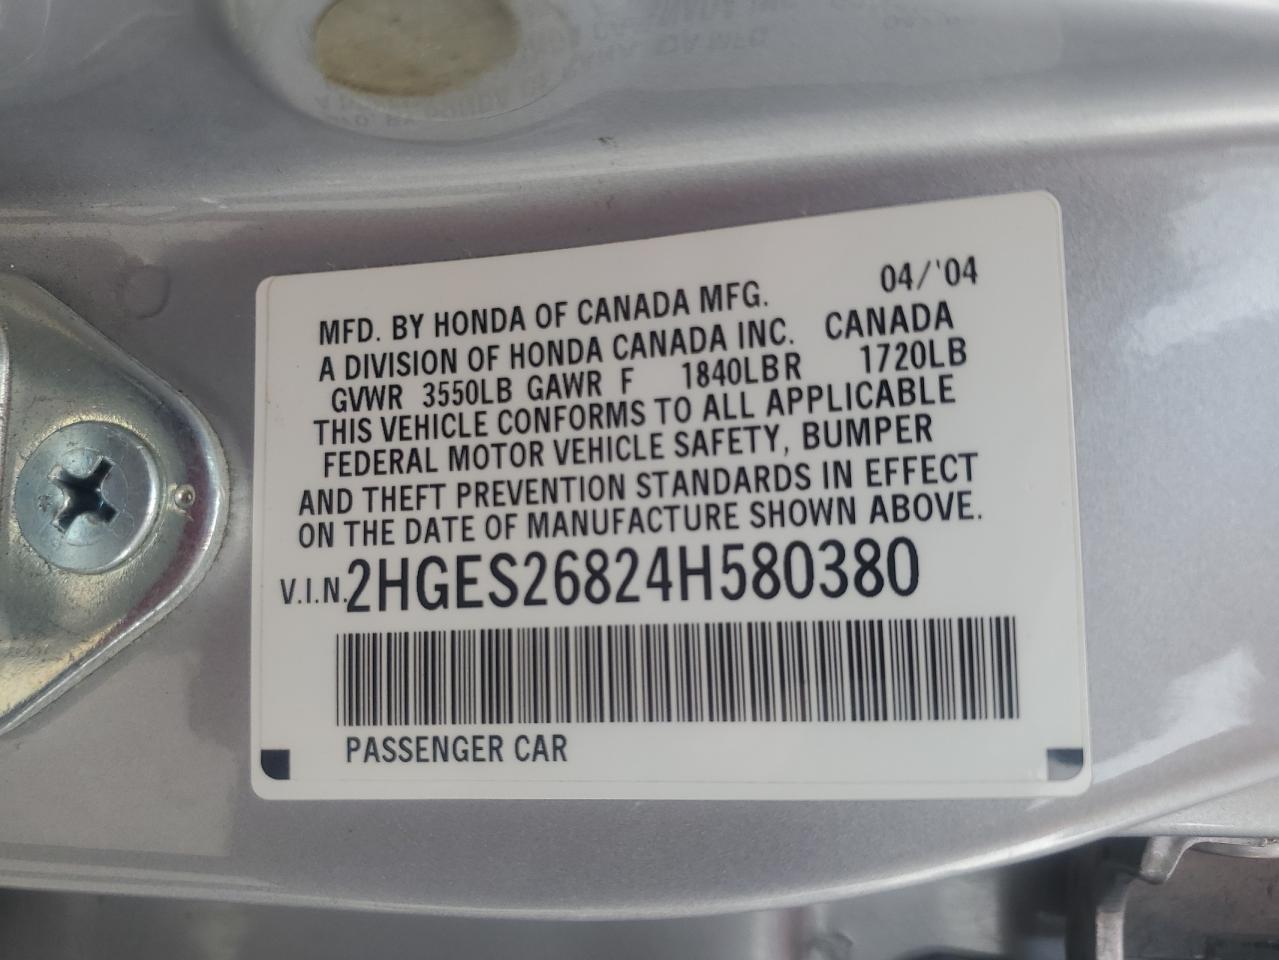 04/'04
MFD. BY HONDA OF CANADA MFG.
A DIVISION OF HONDA CANADA INC. CANADA
GVWR 3550LB GAWR F 1840LB R 1720LB
THIS VEHICLE CONFORMS TO ALL APPLICABLE
FEDERAL MOTOR VEHICLE SAFETY, BUMPER
AND THEFT PREVENTION STANDARDS IN EFFECT
ON THE DATE OF MANUFACTURE SHOWN ABOVE.
V.I.N. 2HGES26824H580380
PASSENGER CAR